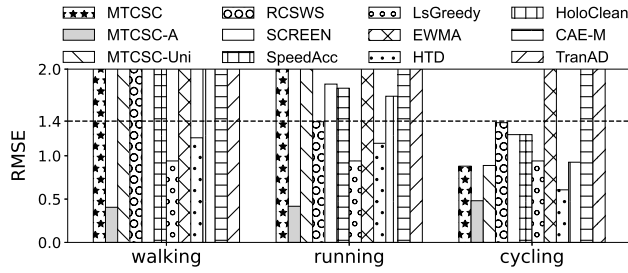 MTCSC RCSWS LsGreedy HoloClean
MTCSC-A SCREEN EWMA CAE-M
MTCSC-Uni SpeedAcc HTD TranAD
2.0
1.4
1.0
0.5
0.0
RMSE
walking running cycling